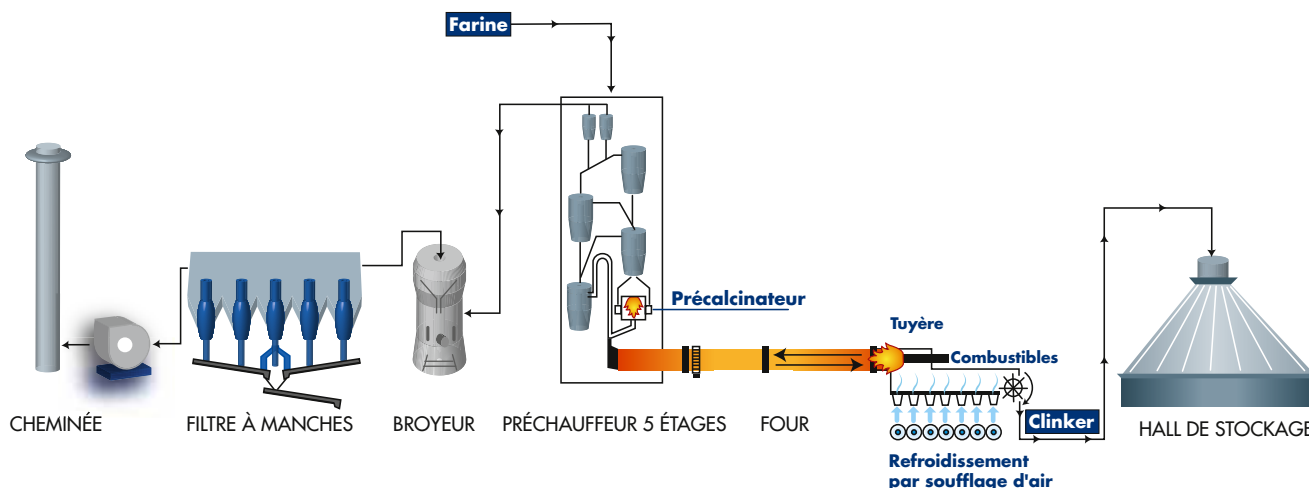 Farine
Précalcinateur
Tuyère
Combustibles
CHEMINÉE
FILTRE À MANCHES
BROYEUR
PRÉCHAUFFEUR 5 ÉTAGES
FOUR
Clinker
HALL DE STOCKAGE
Refroidissement
par soufflage d'air